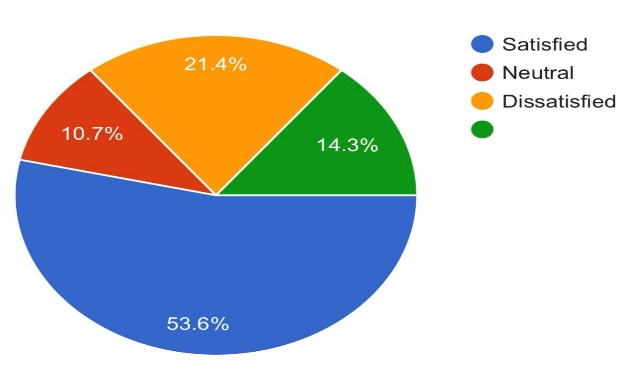 21.4%
10.7%
14.3%
53.6%
Satisfied
Neutral
Dissatisfied